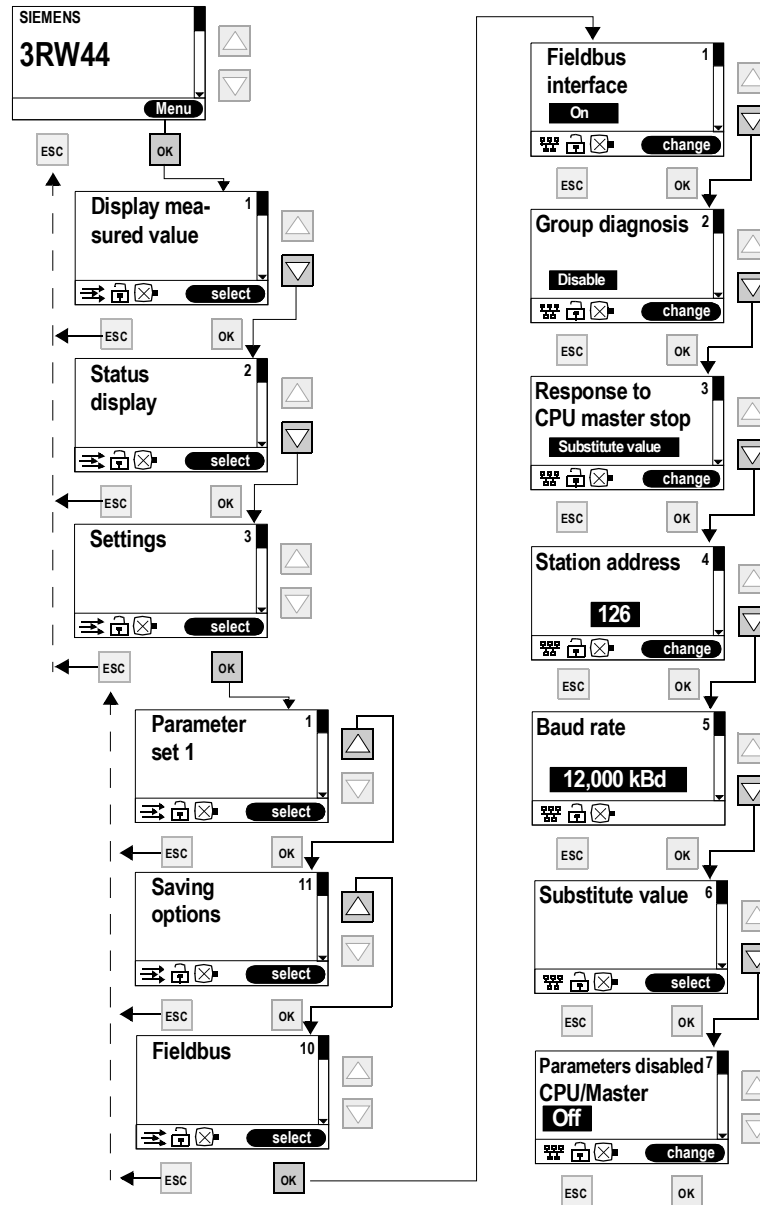 SIEMENS
3RW44
Menu
ESC
OK
Display mea-
sured value
1
select
ESC
OK
Status
display
2
select
ESC
OK
Settings
3
select
ESC
OK
Parameter
set 1
1
select
ESC
OK
Saving
options
11
select
ESC
OK
Fieldbus
10
select
ESC
OK
Fieldbus
interface
1
On
change
ESC
OK
Group diagnosis 2
Disable
change
ESC
OK
Response to
CPU master stop
3
Substitute value
change
ESC
OK
Station address 4
126
change
ESC
OK
Baud rate 5
12,000 kBd
ESC
OK
Substitute value 6
select
ESC
OK
Parameters disabled 7
CPU/Master
Off
change
ESC
OK